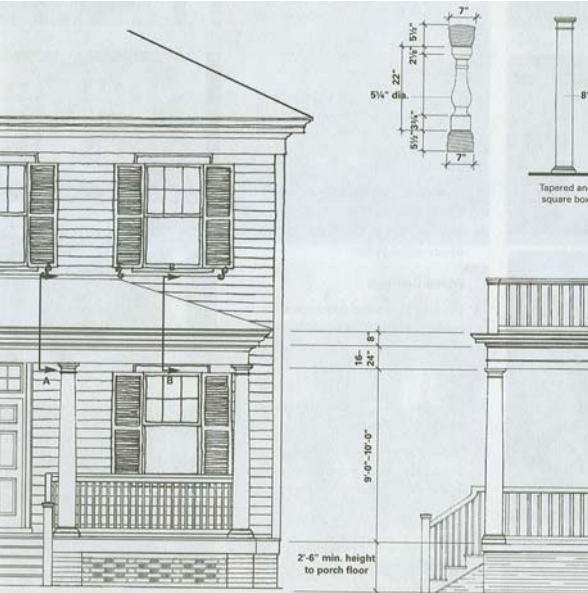 7"
5½"
2⅛"
22"
5¼" dia.
3¾"
5½"
7"
8'
Tapered an
square box
B
A
B
8"
16–
24"
9'-0"–10'-0"
2'-6" min. height
to porch floor